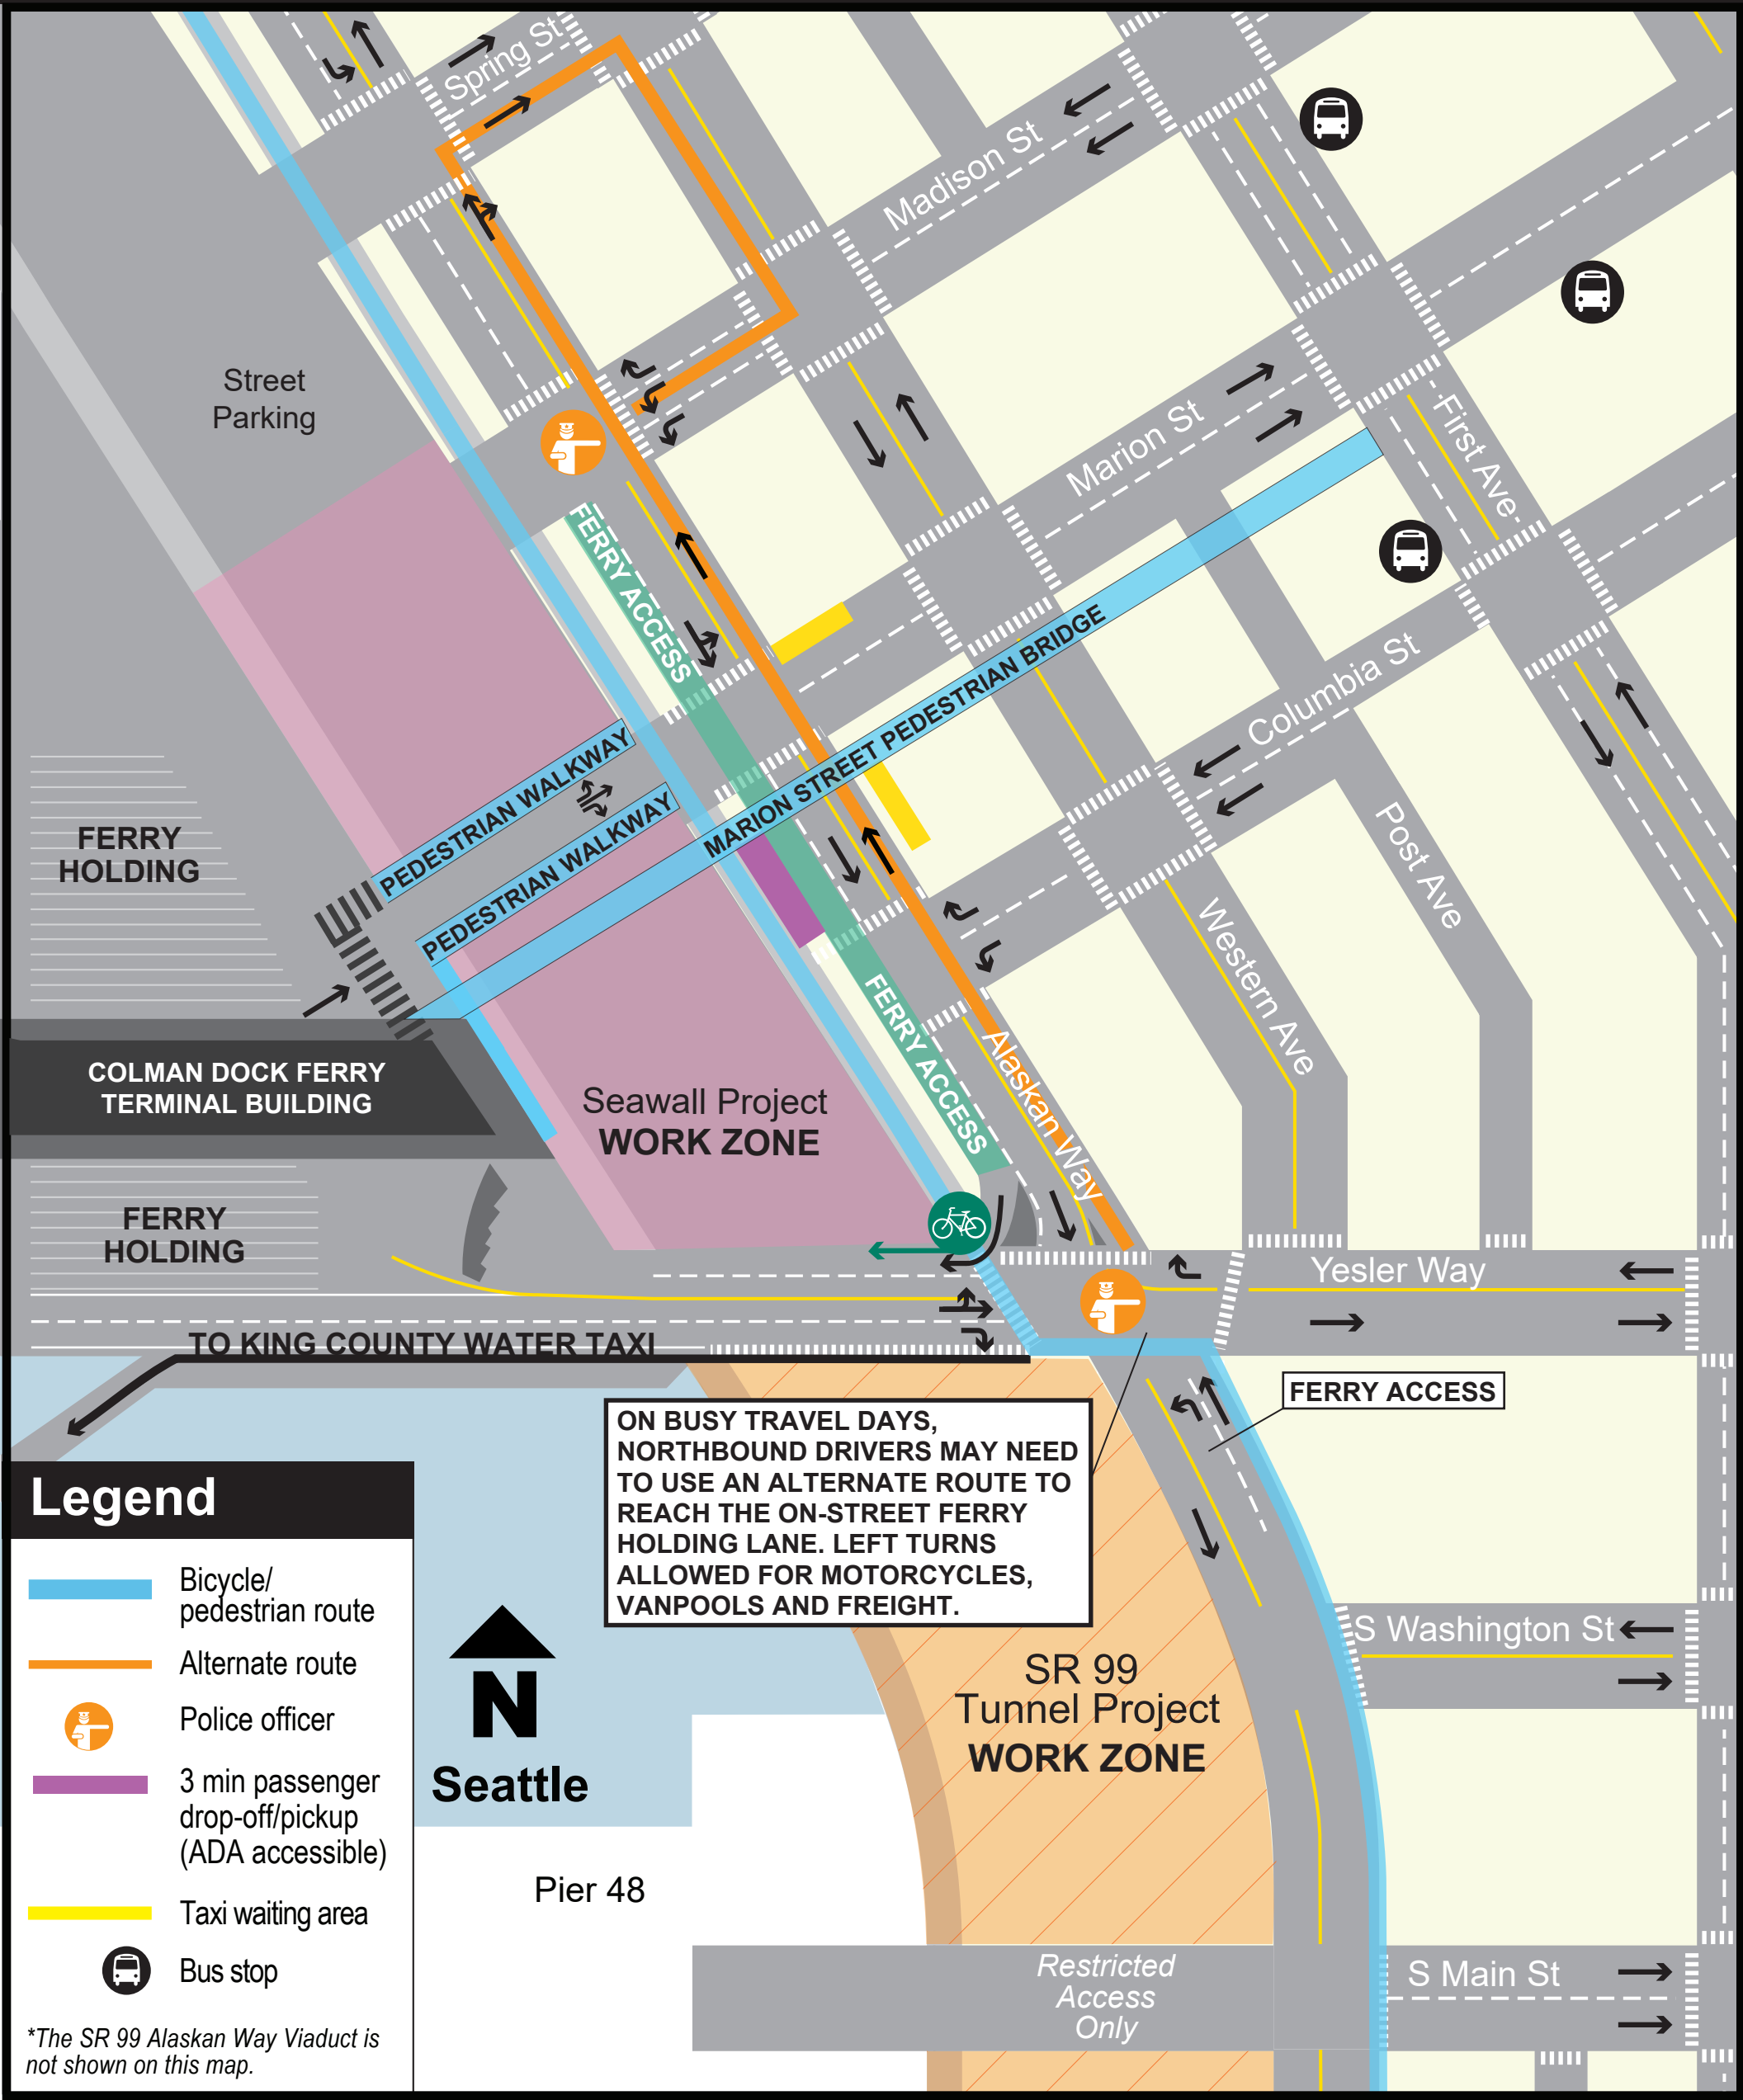 Spring St
Madison St
Street
Parking
Marion St
First Ave
FERRY ACCESS
MARION STREET PEDESTRIAN BRIDGE
Columbia St
PEDESTRIAN WALKWAY
PEDESTRIAN WALKWAY
FERRY
HOLDING
Post Ave
Western Ave
FERRY ACCESS
Alaskan Way
COLMAN DOCK FERRY
TERMINAL BUILDING
Seawall Project
WORK ZONE
FERRY
HOLDING
Yesler Way
TO KING COUNTY WATER TAXI
FERRY ACCESS
ON BUSY TRAVEL DAYS,
NORTHBOUND DRIVERS MAY NEED
TO USE AN ALTERNATE ROUTE TO
REACH THE ON-STREET FERRY
HOLDING LANE. LEFT TURNS
ALLOWED FOR MOTORCYCLES,
VANPOOLS AND FREIGHT.
Legend
Bicycle/
pedestrian route
Alternate route
Police officer
3 min passenger
drop-off/pickup
(ADA accessible)
Taxi waiting area
Bus stop
*The SR 99 Alaskan Way Viaduct is
not shown on this map.
N
Seattle
S Washington St
SR 99
Tunnel Project
WORK ZONE
Pier 48
Restricted
Access
Only
S Main St